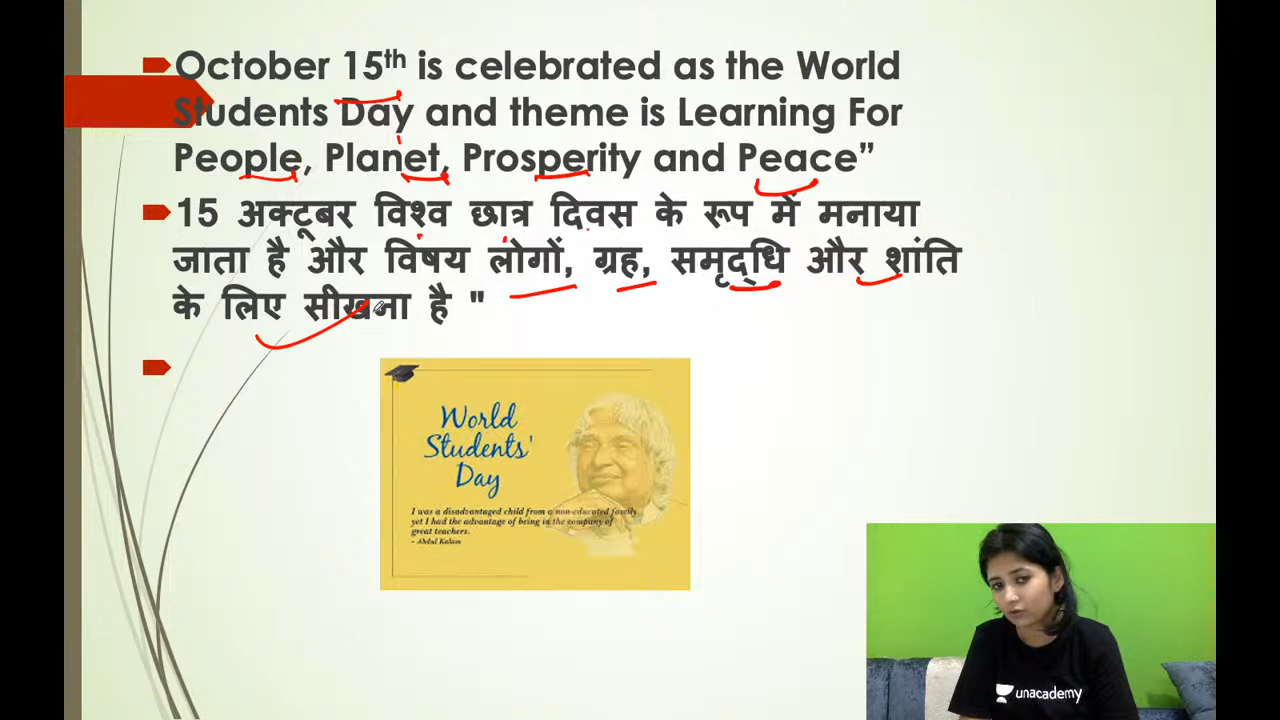 October 15th is celebrated as the World
Students Day and theme is Learning For
People, Planet, Prosperity and Peace”
15 अक्टूबर विश्व छात्र दिवस के रूप में मनाया
जाता है और विषय लोगों, ग्रह, समृद्धि और शांति
के लिए सीखना है "
World
Students'
Day
I was a disadvantaged child from a non-educated family
yet I had the advantage of being in the company of
great teachers.
- Abdul Kalam
unacademy